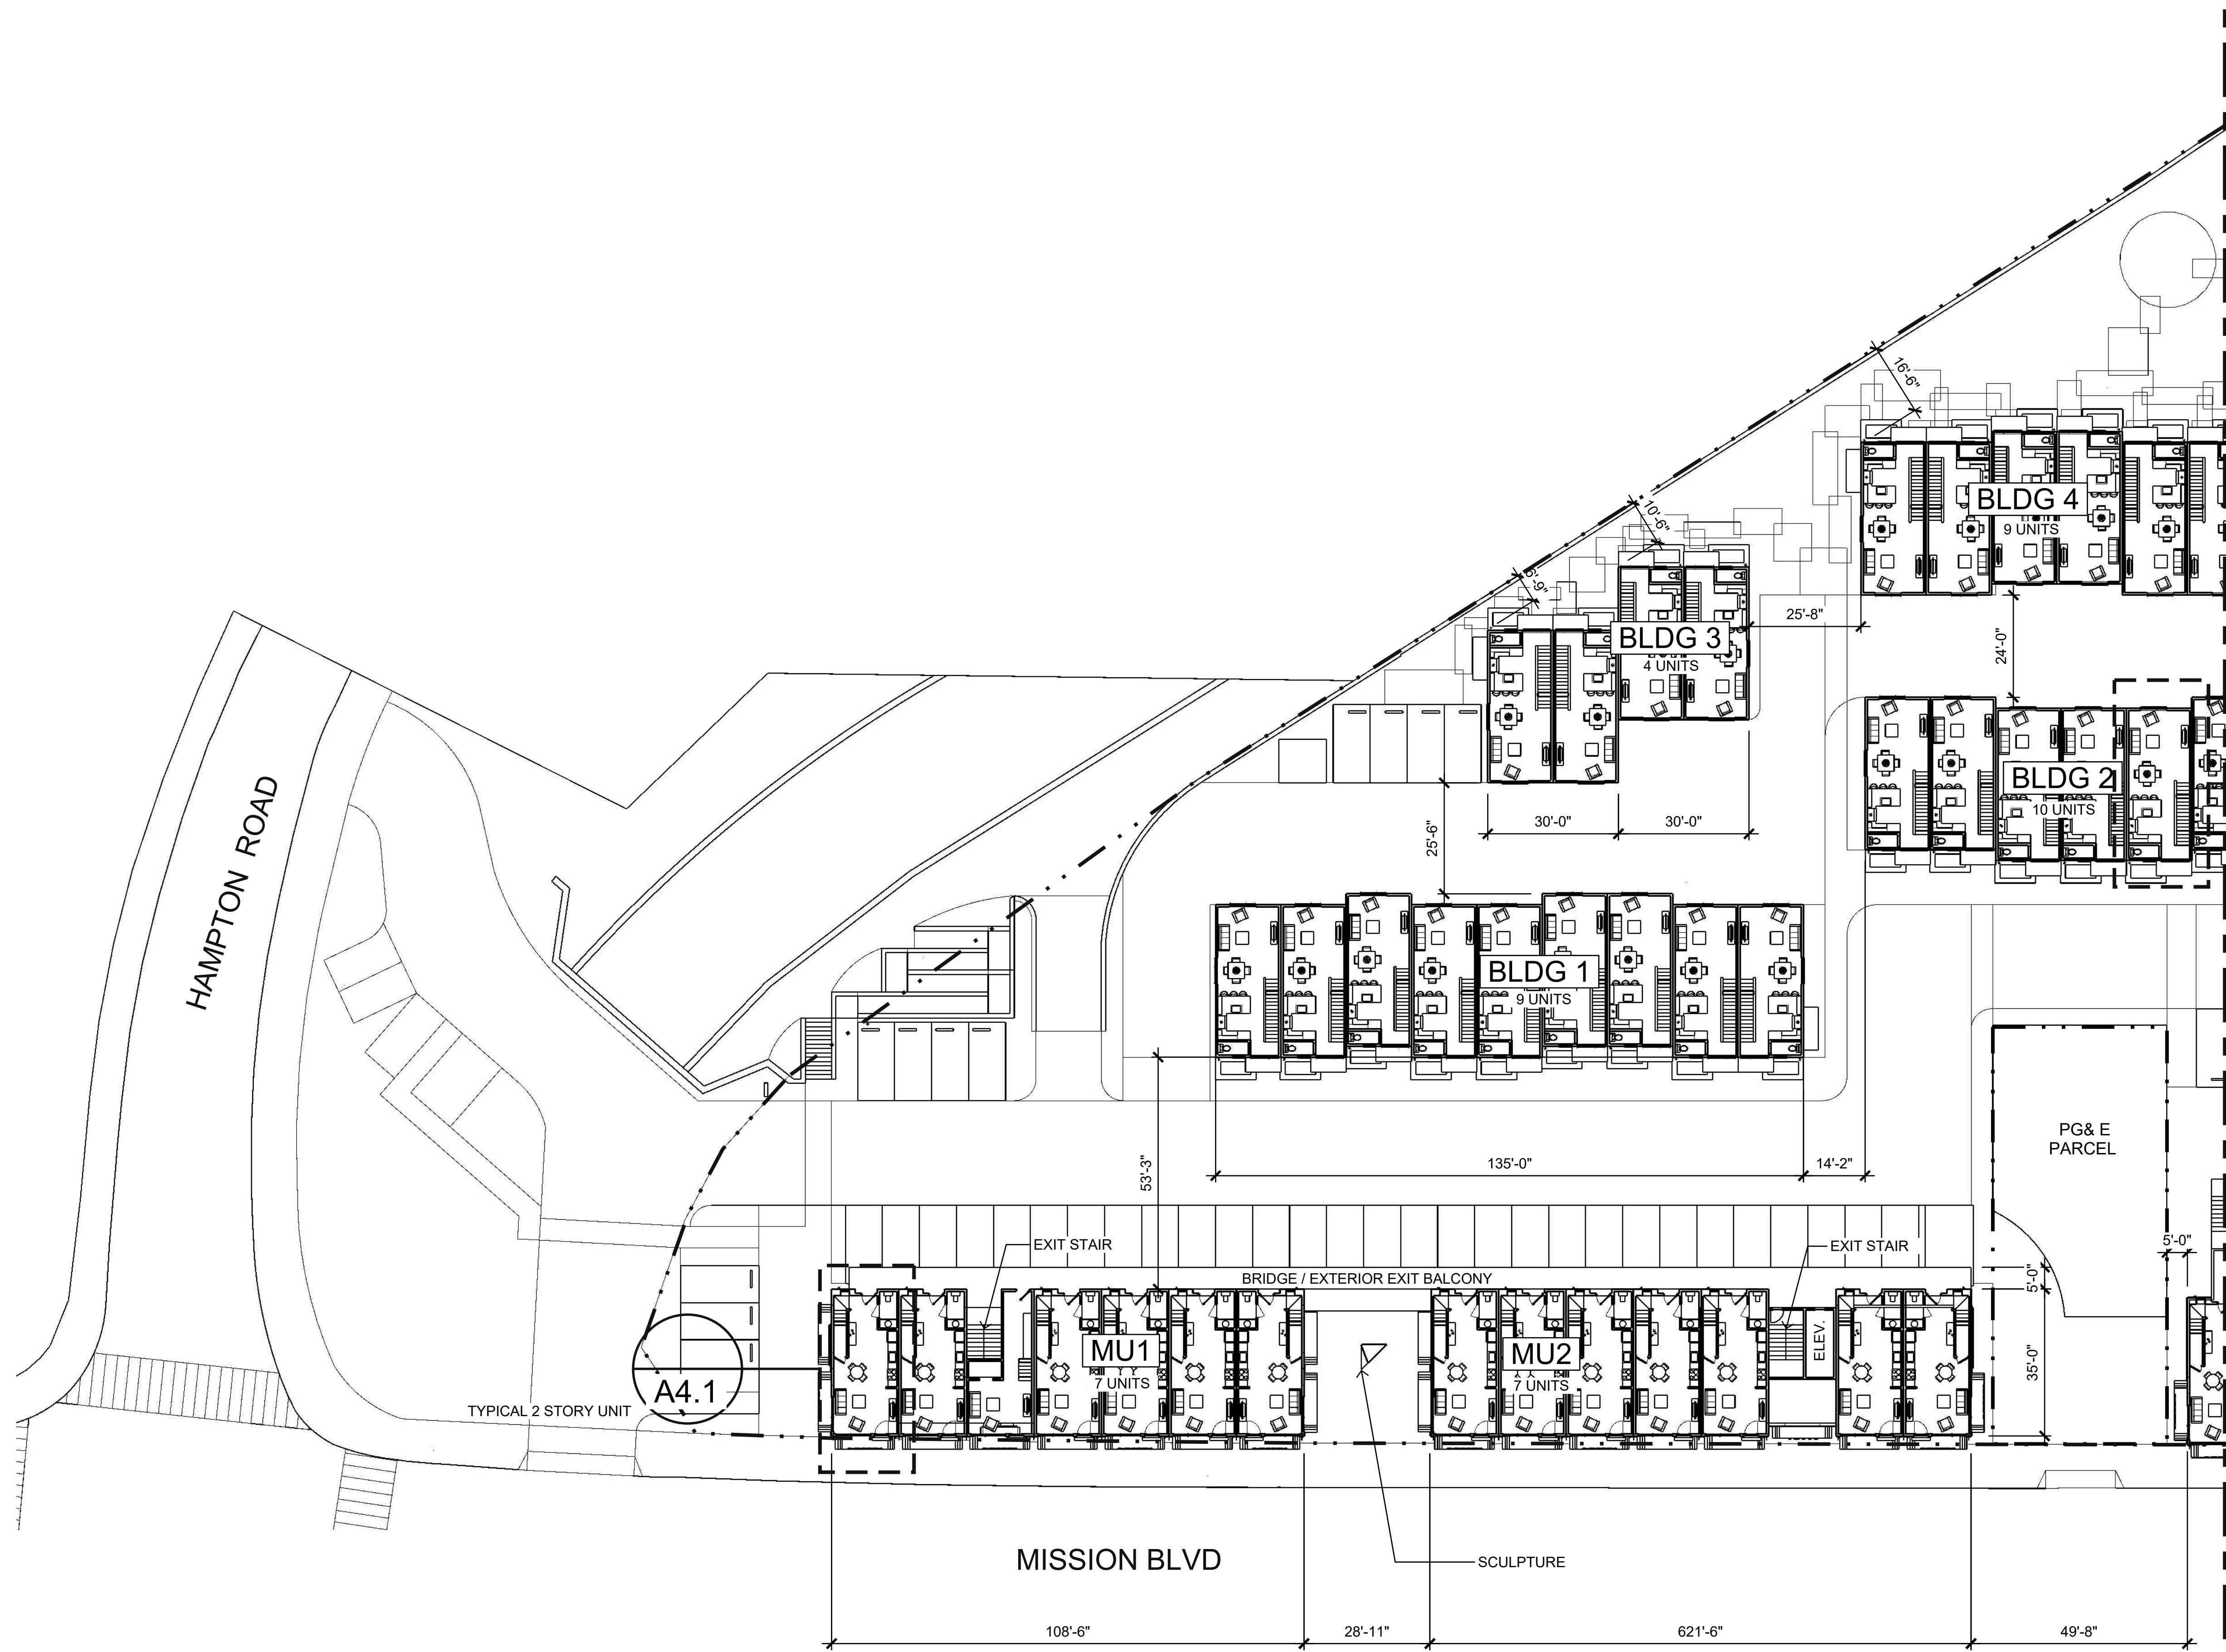 16'-6"
BLDG 4
9 UNITS
10'-6"
6'-9"
25'-8"
BLDG 3
4 UNITS
24'-0"
HAMPTON ROAD
BLDG 2
10 UNITS
30'-0"
30'-0"
25'-6"
BLDG 1
9 UNITS
PG& E
PARCEL
135'-0"
14'-2"
53'-3"
EXIT STAIR
EXIT STAIR
5'-0"
BRIDGE / EXTERIOR EXIT BALCONY
5'-0"
MU1
7 UNITS
MU2
7 UNITS
ELEV.
35'-0"
A4.1
TYPICAL 2 STORY UNIT
MISSION BLVD
SCULPTURE
108'-6"
28'-11"
621'-6"
49'-8"